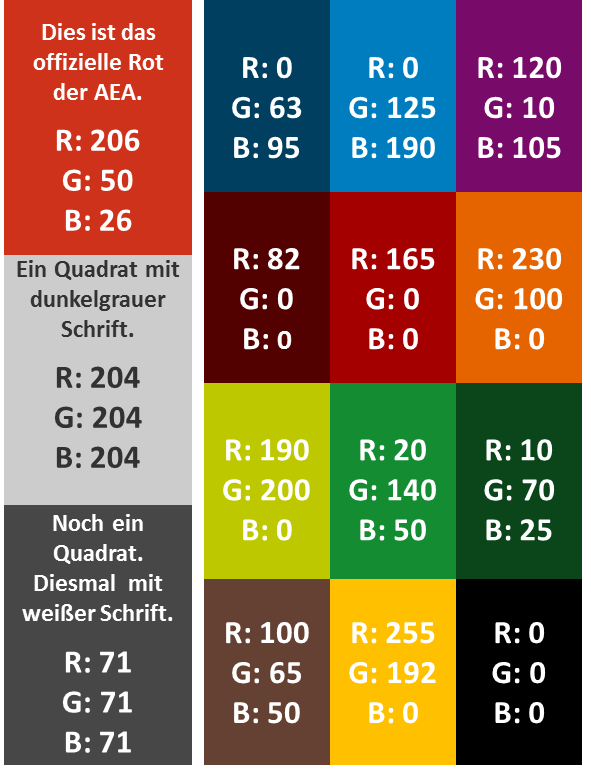 Dies ist das
offizielle Rot
der AEA.
R: 206
G: 50
B: 26
Ein Quadrat mit
dunkelgrauer
Schrift.
R: 204
G: 204
B: 204
Noch ein
Quadrat.
Diesmal mit
weißer Schrift.
R: 71
G: 71
B: 71
R: 0
G: 63
B: 95
R: 0
G: 125
B: 190
R: 120
G: 10
B: 105
R: 82
G: 0
B: 0
R: 165
G: 0
B: 0
R: 230
G: 100
B: 0
R: 190
G: 200
B: 0
R: 20
G: 140
B: 50
R: 10
G: 70
B: 25
R: 100
G: 65
B: 50
R: 255
G: 192
B: 0
R: 0
G: 0
B: 0